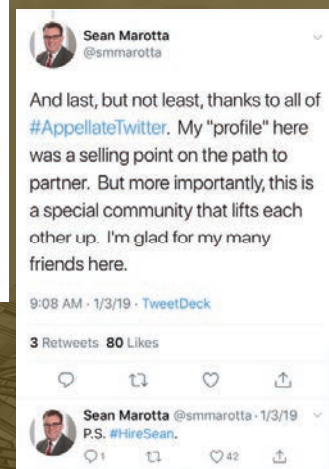 Sean Marotta
@smmarotta
And last, but not least, thanks to all of
#AppellateTwitter. My "profile" here
was a selling point on the path to
partner. But more importantly, this is
a special community that lifts each
other up. I'm glad for my many
friends here.
9:08 AM · 1/3/19 · TweetDeck
3 Retweets 80 Likes
Sean Marotta @smmarotta · 1/3/19
P.S. #HireSean.
1 42